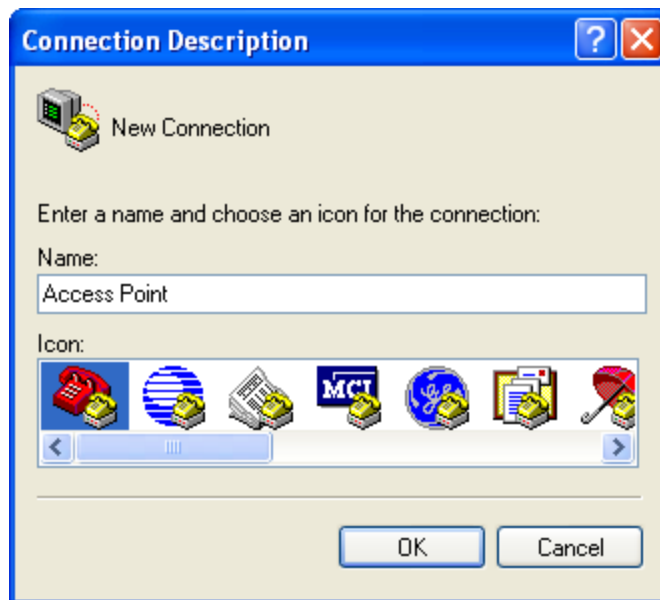 Connection Description
New Connection
Enter a name and choose an icon for the connection:
Name:
Access Point
Icon:
MCI
OK
Cancel